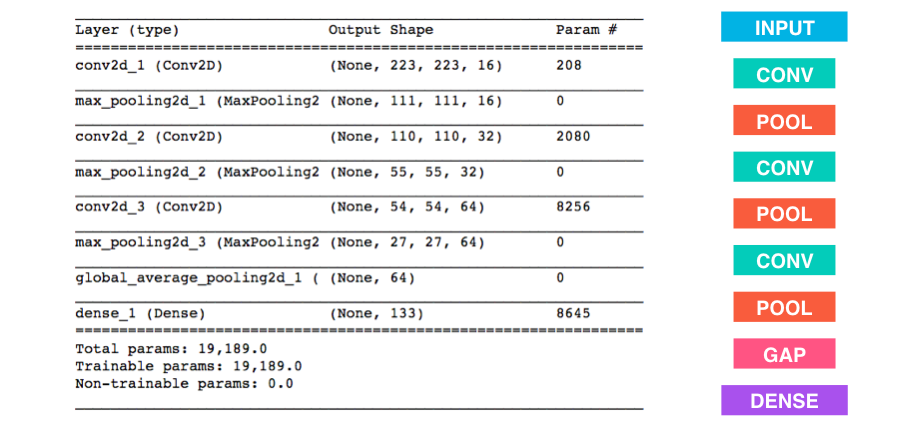 Layer (type) Output Shape Param #
conv2d_1 (Conv2D) (None, 223, 223, 16) 208
max_pooling2d_1 (MaxPooling2 (None, 111, 111, 16) 0
conv2d_2 (Conv2D) (None, 110, 110, 32) 2080
max_pooling2d_2 (MaxPooling2 (None, 55, 55, 32) 0
conv2d_3 (Conv2D) (None, 54, 54, 64) 8256
max_pooling2d_3 (MaxPooling2 (None, 27, 27, 64) 0
global_average_pooling2d_1 ( (None, 64) 0
dense_1 (Dense) (None, 133) 8645
Total params: 19,189.0
Trainable params: 19,189.0
Non-trainable params: 0.0
INPUT
CONV
POOL
CONV
POOL
CONV
POOL
GAP
DENSE